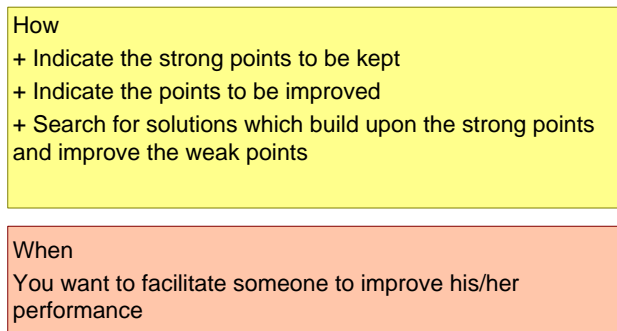 How
+ Indicate the strong points to be kept
+ Indicate the points to be improved
+ Search for solutions which build upon the strong points
and improve the weak points
When
You want to facilitate someone to improve his/her
performance